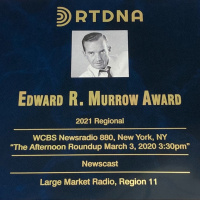 RTDNA
EDWARD R. MURROW AWARD
2021 Regional
WCBS Newsradio 880, New York, NY
"The Afternoon Roundup March 3, 2020 3:30pm"
Newscast
Large Market Radio, Region 11